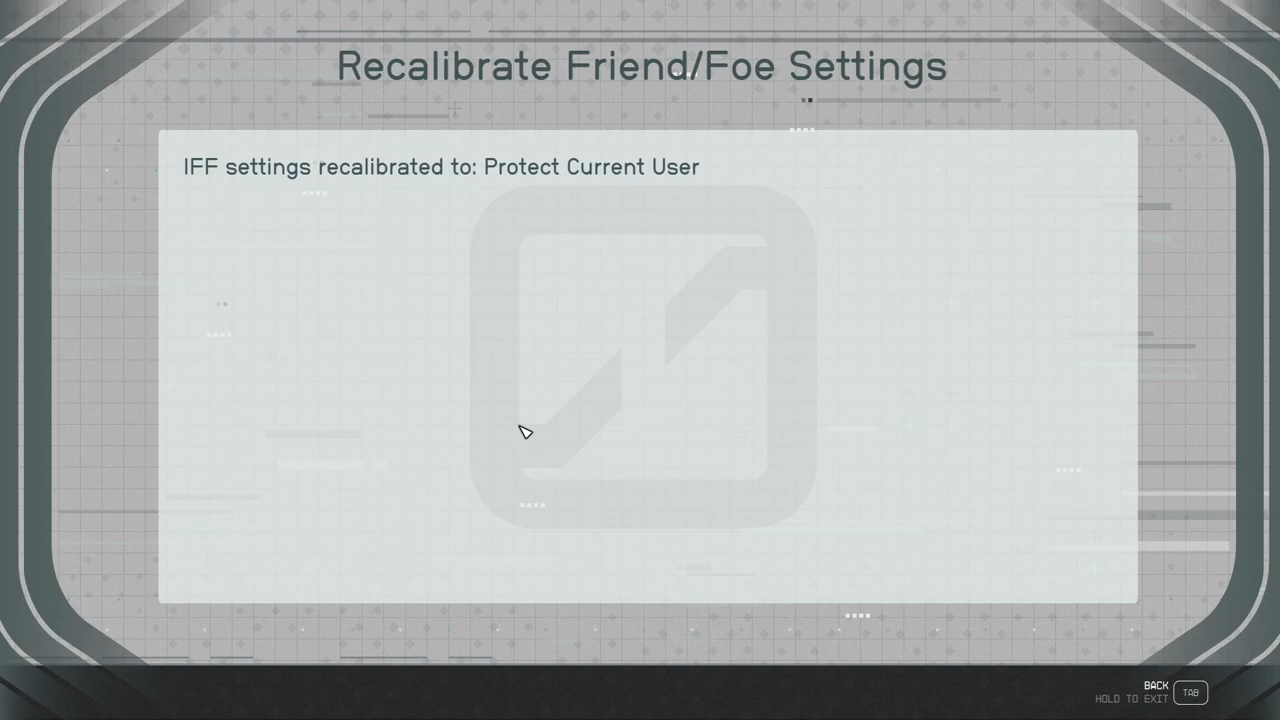 Recalibrate Friend/Foe Settings
IFF settings recalibrated to: Protect Current User
BACK
HOLD TO EXIT
TAB